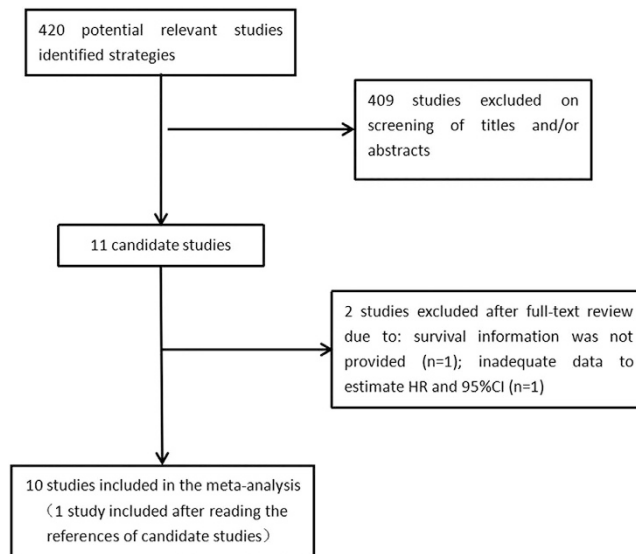 420 potential relevant studies
identified strategies
409 studies excluded on
screening of titles and/or
abstracts
11 candidate studies
2 studies excluded after full-text review
due to: survival information was not
provided (n=1); inadequate data to
estimate HR and 95%CI (n=1)
10 studies included in the meta-analysis
（1 study included after reading the
references of candidate studies）